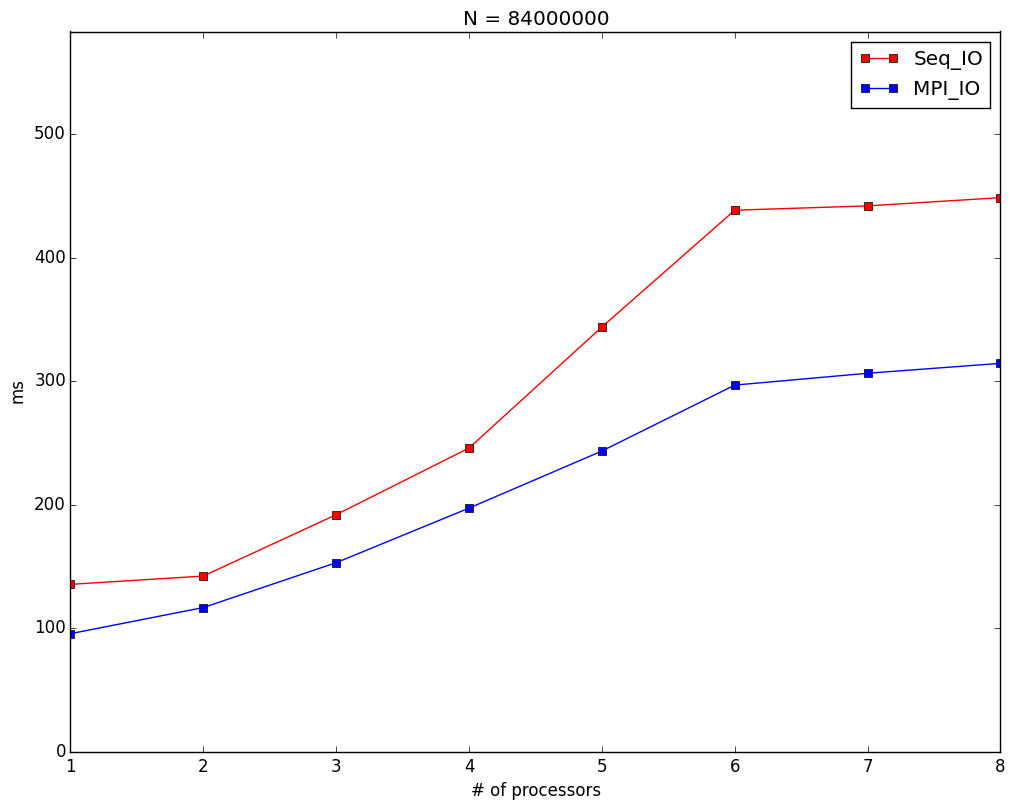 N = 84000000
Seq_IO
MPI_IO
500
400
300
200
100
0
ms
1 2 3 4 5 6 7 8
# of processors